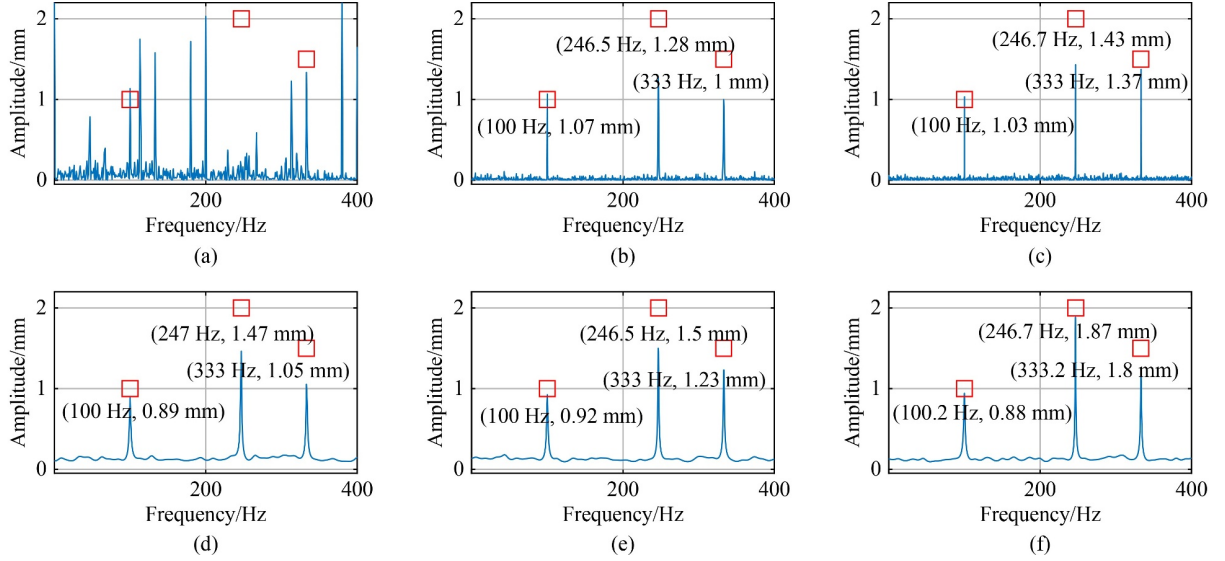 2
1
0
Amplitude/mm
200
400
Frequency/Hz
(a)
2
1
0
Amplitude/mm
(246.5 Hz, 1.28 mm)
(333 Hz, 1 mm)
(100 Hz, 1.07 mm)
200
400
Frequency/Hz
(b)
2
1
0
Amplitude/mm
(246.7 Hz, 1.43 mm)
(333 Hz, 1.37 mm)
(100 Hz, 1.03 mm)
200
400
Frequency/Hz
(c)
2
1
0
Amplitude/mm
(247 Hz, 1.47 mm)
(333 Hz, 1.05 mm)
(100 Hz, 0.89 mm)
200
400
Frequency/Hz
(d)
2
1
0
Amplitude/mm
(246.5 Hz, 1.5 mm)
(333 Hz, 1.23 mm)
(100 Hz, 0.92 mm)
200
400
Frequency/Hz
(e)
2
1
0
Amplitude/mm
(246.7 Hz, 1.87 mm)
(333.2 Hz, 1.8 mm)
(100.2 Hz, 0.88 mm)
200
400
Frequency/Hz
(f)